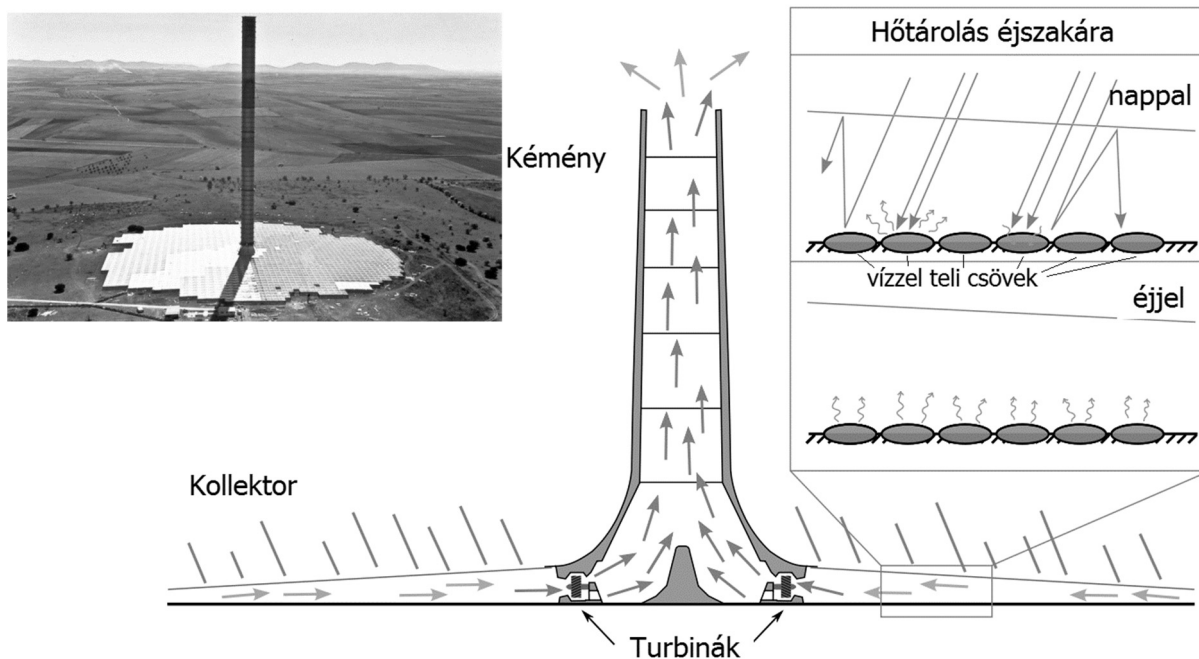 Hőtárolás éjszakára
nappal
Kémény
vízzel teli csövek
éjjel
Kollektor
Turbinák